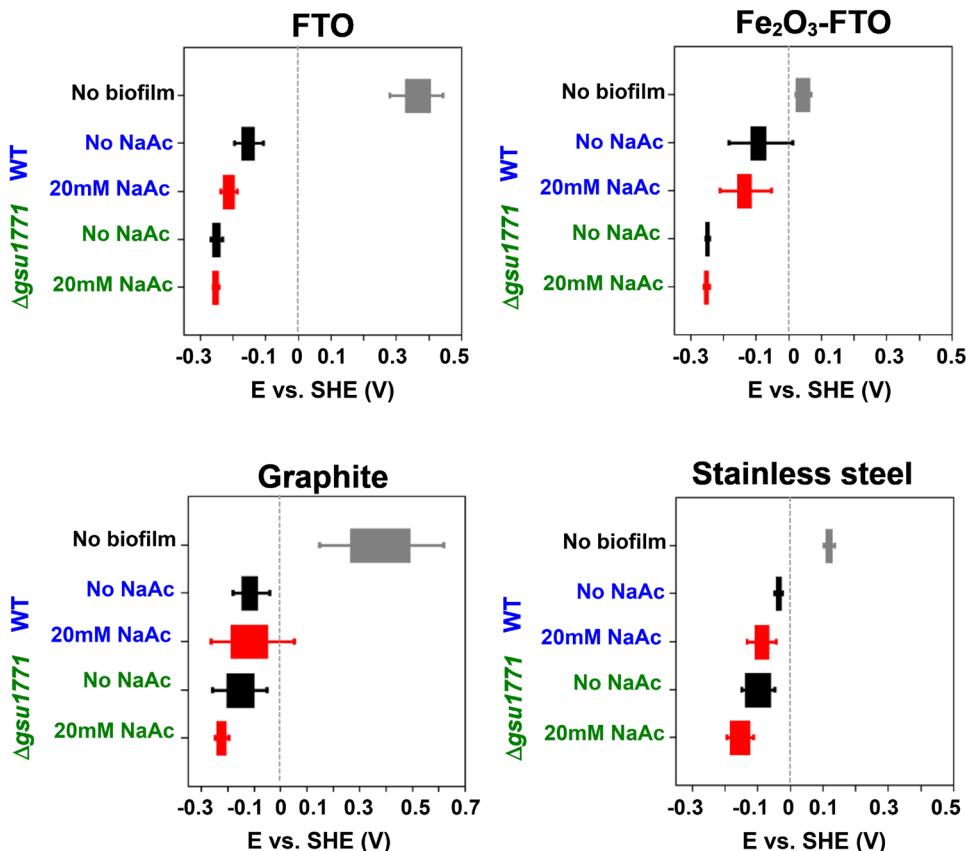 FTO
No biofilm
No NaAc
20mM NaAc
No NaAc
20mM NaAc
WT
Δgsu1771
-0.3 -0.1 0 0.1 0.3 0.5
E vs. SHE (V)
Fe₂O₃-FTO
No biofilm
No NaAc
20mM NaAc
No NaAc
20mM NaAc
WT
Δgsu1771
-0.3 -0.1 0 0.1 0.3 0.5
E vs. SHE (V)
Graphite
No biofilm
No NaAc
20mM NaAc
No NaAc
20mM NaAc
WT
Δgsu1771
-0.3 -0.1 0 0.1 0.3 0.5 0.7
E vs. SHE (V)
Stainless steel
No biofilm
No NaAc
20mM NaAc
No NaAc
20mM NaAc
WT
Δgsu1771
-0.3 -0.1 0 0.1 0.3 0.5
E vs. SHE (V)